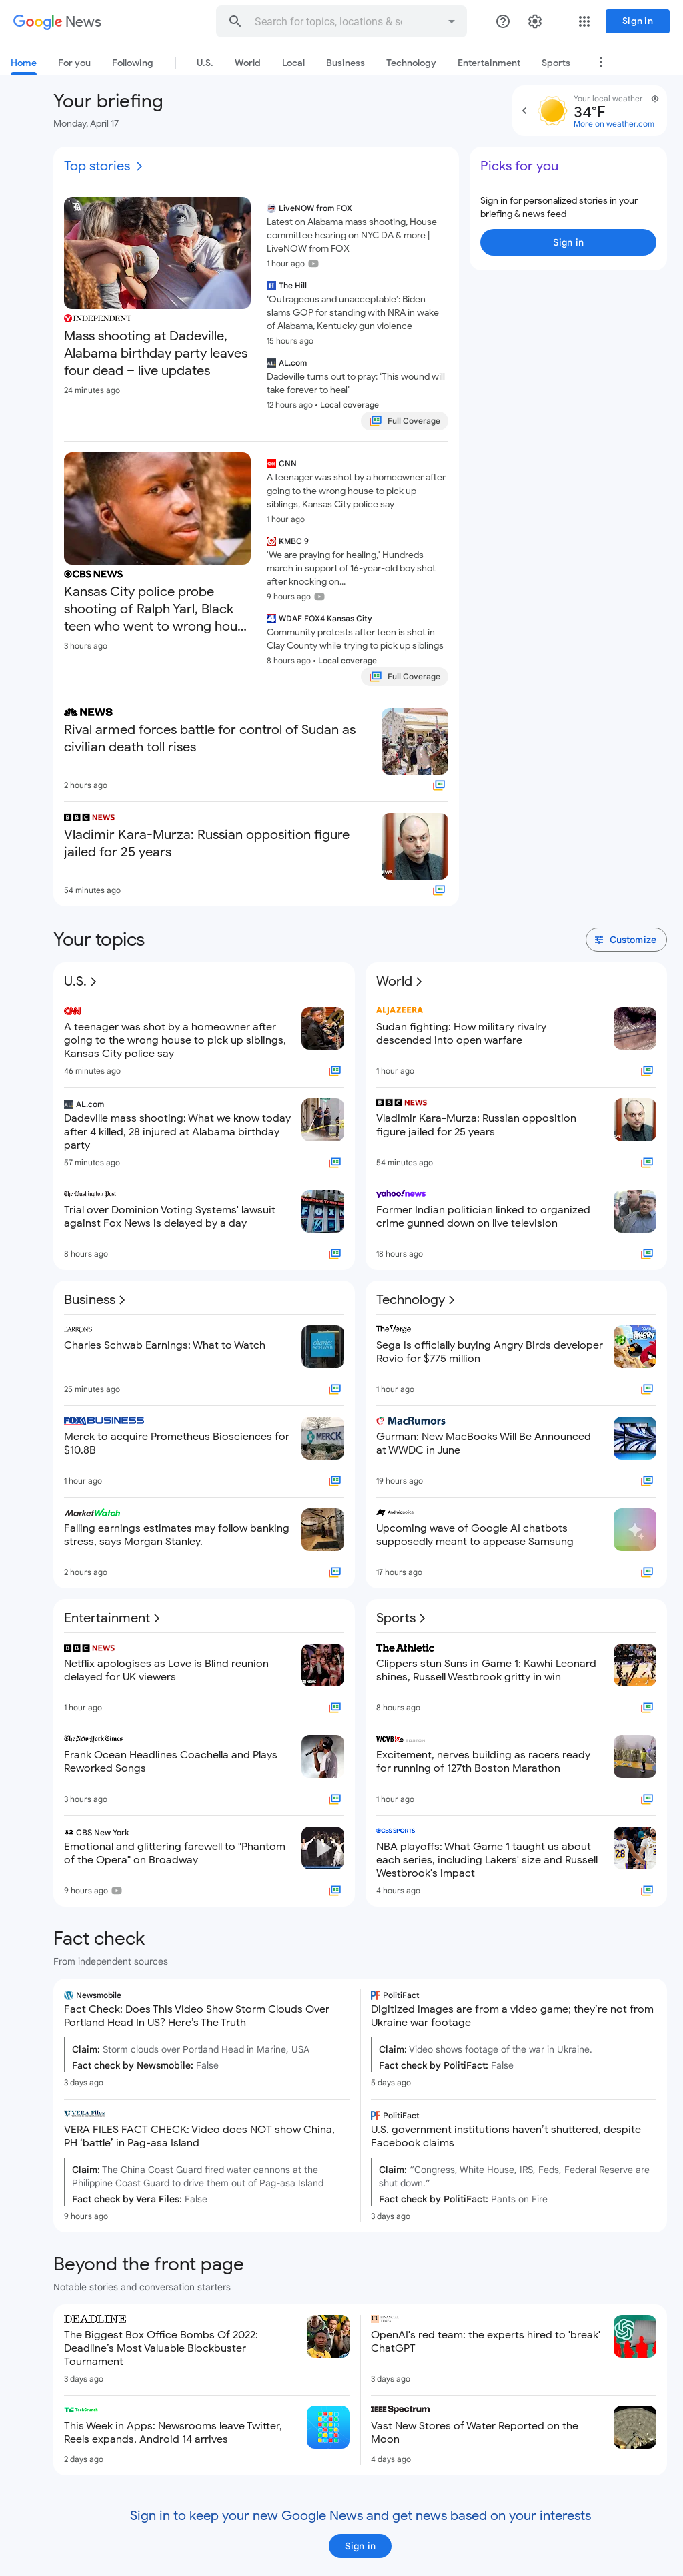 Google News
Search for topics, locations & so
Sign in
Home
For you
Following
U.S.
World
Local
Business
Technology
Entertainment
Sports
Your briefing
Monday, April 17
Your local weather
34°F
More on weather.com
Top stories
Picks for you
Sign in for personalized stories in your
briefing & news feed
Sign in
INDEPENDENT
Mass shooting at Dadeville,
Alabama birthday party leaves
four dead – live updates
24 minutes ago
LiveNOW from FOX
Latest on Alabama mass shooting, House
committee hearing on NYC DA & more |
LiveNOW from FOX
1 hour ago
The Hill
'Outrageous and unacceptable': Biden
slams GOP for standing with NRA in wake
of Alabama, Kentucky gun violence
15 hours ago
AL.com
Dadeville turns out to pray: 'This wound will
take forever to heal'
12 hours ago • Local coverage
Full Coverage
CBS NEWS
Kansas City police probe
shooting of Ralph Yarl, Black
teen who went to wrong hou...
3 hours ago
CNN
A teenager was shot by a homeowner after
going to the wrong house to pick up
siblings, Kansas City police say
1 hour ago
KMBC 9
'We are praying for healing,' Hundreds
march in support of 16-year-old boy shot
after knocking on...
9 hours ago
WDAF FOX4 Kansas City
Community protests after teen is shot in
Clay County while trying to pick up siblings
8 hours ago • Local coverage
Full Coverage
NEWS
Rival armed forces battle for control of Sudan as
civilian death toll rises
2 hours ago
BBC NEWS
Vladimir Kara-Murza: Russian opposition figure
jailed for 25 years
54 minutes ago
Your topics
Customize
U.S.
CNN
A teenager was shot by a homeowner after
going to the wrong house to pick up siblings,
Kansas City police say
46 minutes ago
AL.com
Dadeville mass shooting: What we know today
after 4 killed, 28 injured at Alabama birthday
party
57 minutes ago
The Washington Post
Trial over Dominion Voting Systems' lawsuit
against Fox News is delayed by a day
8 hours ago
World
ALJAZEERA
Sudan fighting: How military rivalry
descended into open warfare
1 hour ago
BBC NEWS
Vladimir Kara-Murza: Russian opposition
figure jailed for 25 years
54 minutes ago
yahoo!news
Former Indian politician linked to organized
crime gunned down on live television
18 hours ago
Business
BARRON'S
Charles Schwab Earnings: What to Watch
25 minutes ago
FOX BUSINESS
Merck to acquire Prometheus Biosciences for
$10.8B
1 hour ago
MarketWatch
Falling earnings estimates may follow banking
stress, says Morgan Stanley.
2 hours ago
Technology
The Verge
Sega is officially buying Angry Birds developer
Rovio for $775 million
1 hour ago
MacRumors
Gurman: New MacBooks Will Be Announced
at WWDC in June
19 hours ago
Upcoming wave of Google AI chatbots
supposedly meant to appease Samsung
17 hours ago
Entertainment
BBC NEWS
Netflix apologises as Love is Blind reunion
delayed for UK viewers
1 hour ago
The New York Times
Frank Ocean Headlines Coachella and Plays
Reworked Songs
3 hours ago
CBS New York
Emotional and glittering farewell to "Phantom
of the Opera" on Broadway
9 hours ago
Sports
The Athletic
Clippers stun Suns in Game 1: Kawhi Leonard
shines, Russell Westbrook gritty in win
8 hours ago
WCVB
Excitement, nerves building as racers ready
for running of 127th Boston Marathon
1 hour ago
CBS SPORTS
NBA playoffs: What Game 1 taught us about
each series, including Lakers' size and Russell
Westbrook's impact
4 hours ago
Fact check
From independent sources
Newsmobile
Fact Check: Does This Video Show Storm Clouds Over
Portland Head In US? Here's The Truth
Claim: Storm clouds over Portland Head in Marine, USA
Fact check by Newsmobile: False
3 days ago
VERA Files
VERA FILES FACT CHECK: Video does NOT show China,
PH 'battle' in Pag-asa Island
Claim: The China Coast Guard fired water cannons at the
Philippine Coast Guard to drive them out of Pag-asa Island
Fact check by Vera Files: False
9 hours ago
PolitiFact
Digitized images are from a video game; they're not from
Ukraine war footage
Claim: Video shows footage of the war in Ukraine.
Fact check by PolitiFact: False
5 days ago
PolitiFact
U.S. government institutions haven't shuttered, despite
Facebook claims
Claim: "Congress, White House, IRS, Feds, Federal Reserve are
shut down."
Fact check by PolitiFact: Pants on Fire
3 days ago
Beyond the front page
Notable stories and conversation starters
DEADLINE
The Biggest Box Office Bombs Of 2022:
Deadline's Most Valuable Blockbuster
Tournament
3 days ago
TechCrunch
This Week in Apps: Newsrooms leave Twitter,
Reels expands, Android 14 arrives
2 days ago
FINANCIAL TIMES
OpenAI's red team: the experts hired to 'break'
ChatGPT
3 days ago
IEEE Spectrum
Vast New Stores of Water Reported on the
Moon
4 days ago
Sign in to keep your new Google News and get news based on your interests
Sign in